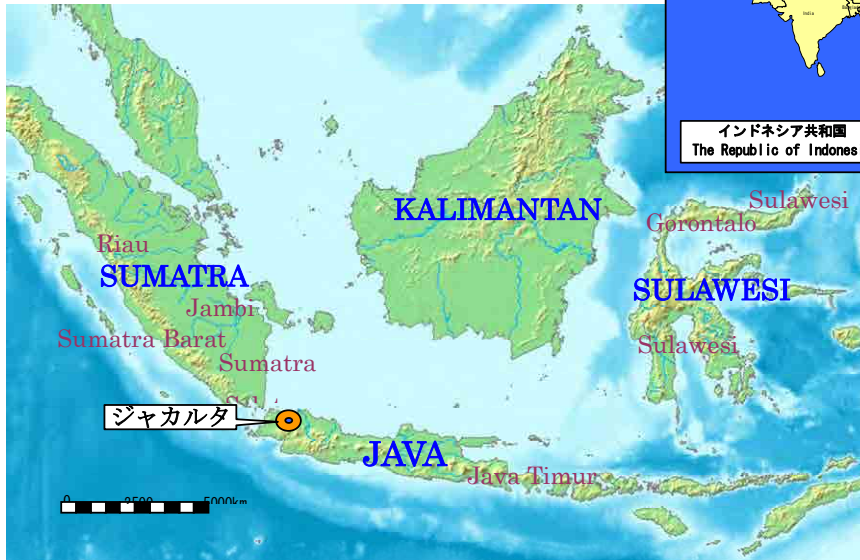 India
インドネシア共和国
The Republic of Indones
KALIMANTAN
Sulawesi
Gorontalo
Riau
SUMATRA
SULAWESI
Jambi
Sumatra Barat
Sulawesi
Sumatra
ジャカルタ
JAVA
Java Timur
0 2500 5000km